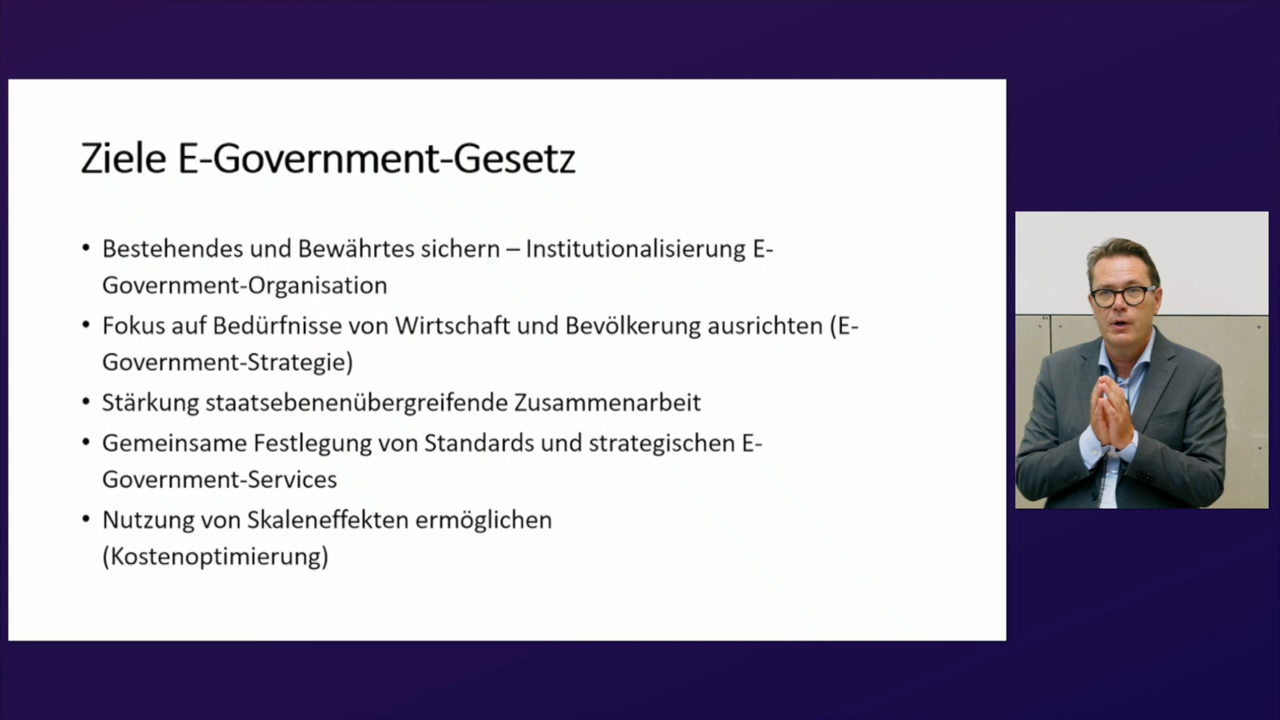 Ziele E-Government-Gesetz
• Bestehendes und Bewährtes sichern – Institutionalisierung E-
Government-Organisation
• Fokus auf Bedürfnisse von Wirtschaft und Bevölkerung ausrichten (E-
Government-Strategie)
• Stärkung staatsebenenübergreifende Zusammenarbeit
• Gemeinsame Festlegung von Standards und strategischen E-
Government-Services
• Nutzung von Skaleneffekten ermöglichen
(Kostenoptimierung)